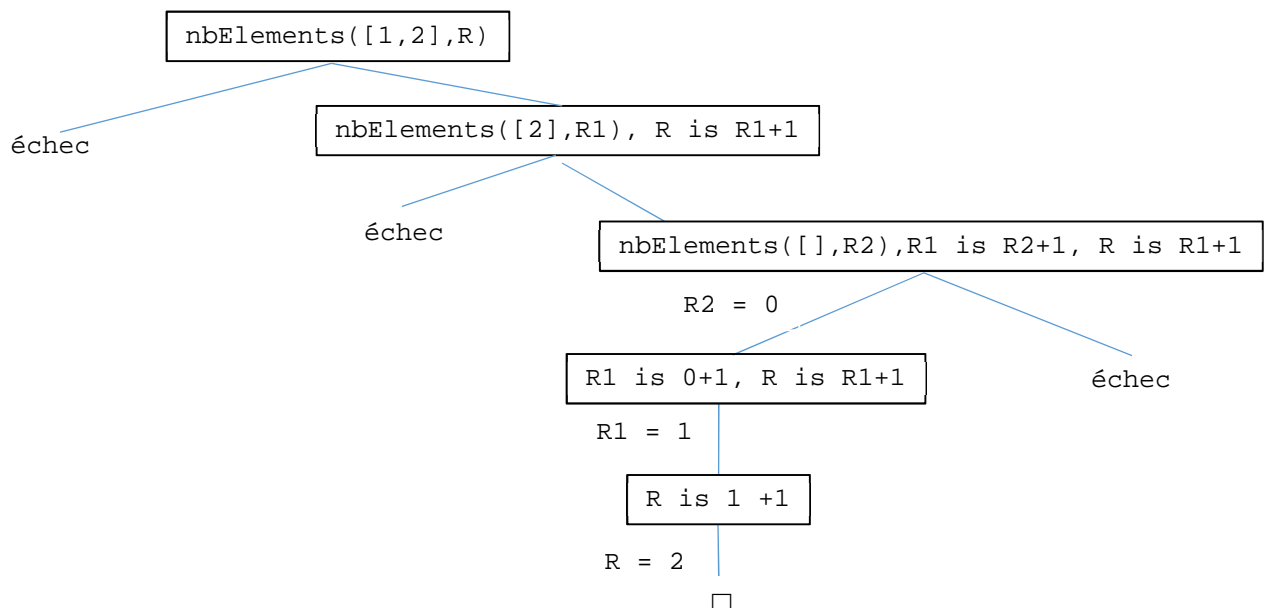 nbElements([1,2],R)
échec
nbElements([2],R1), R is R1+1
échec
nbElements([],R2),R1 is R2+1, R is R1+1
R2 = 0
R1 is 0+1, R is R1+1
échec
R1 = 1
R is 1 +1
R = 2